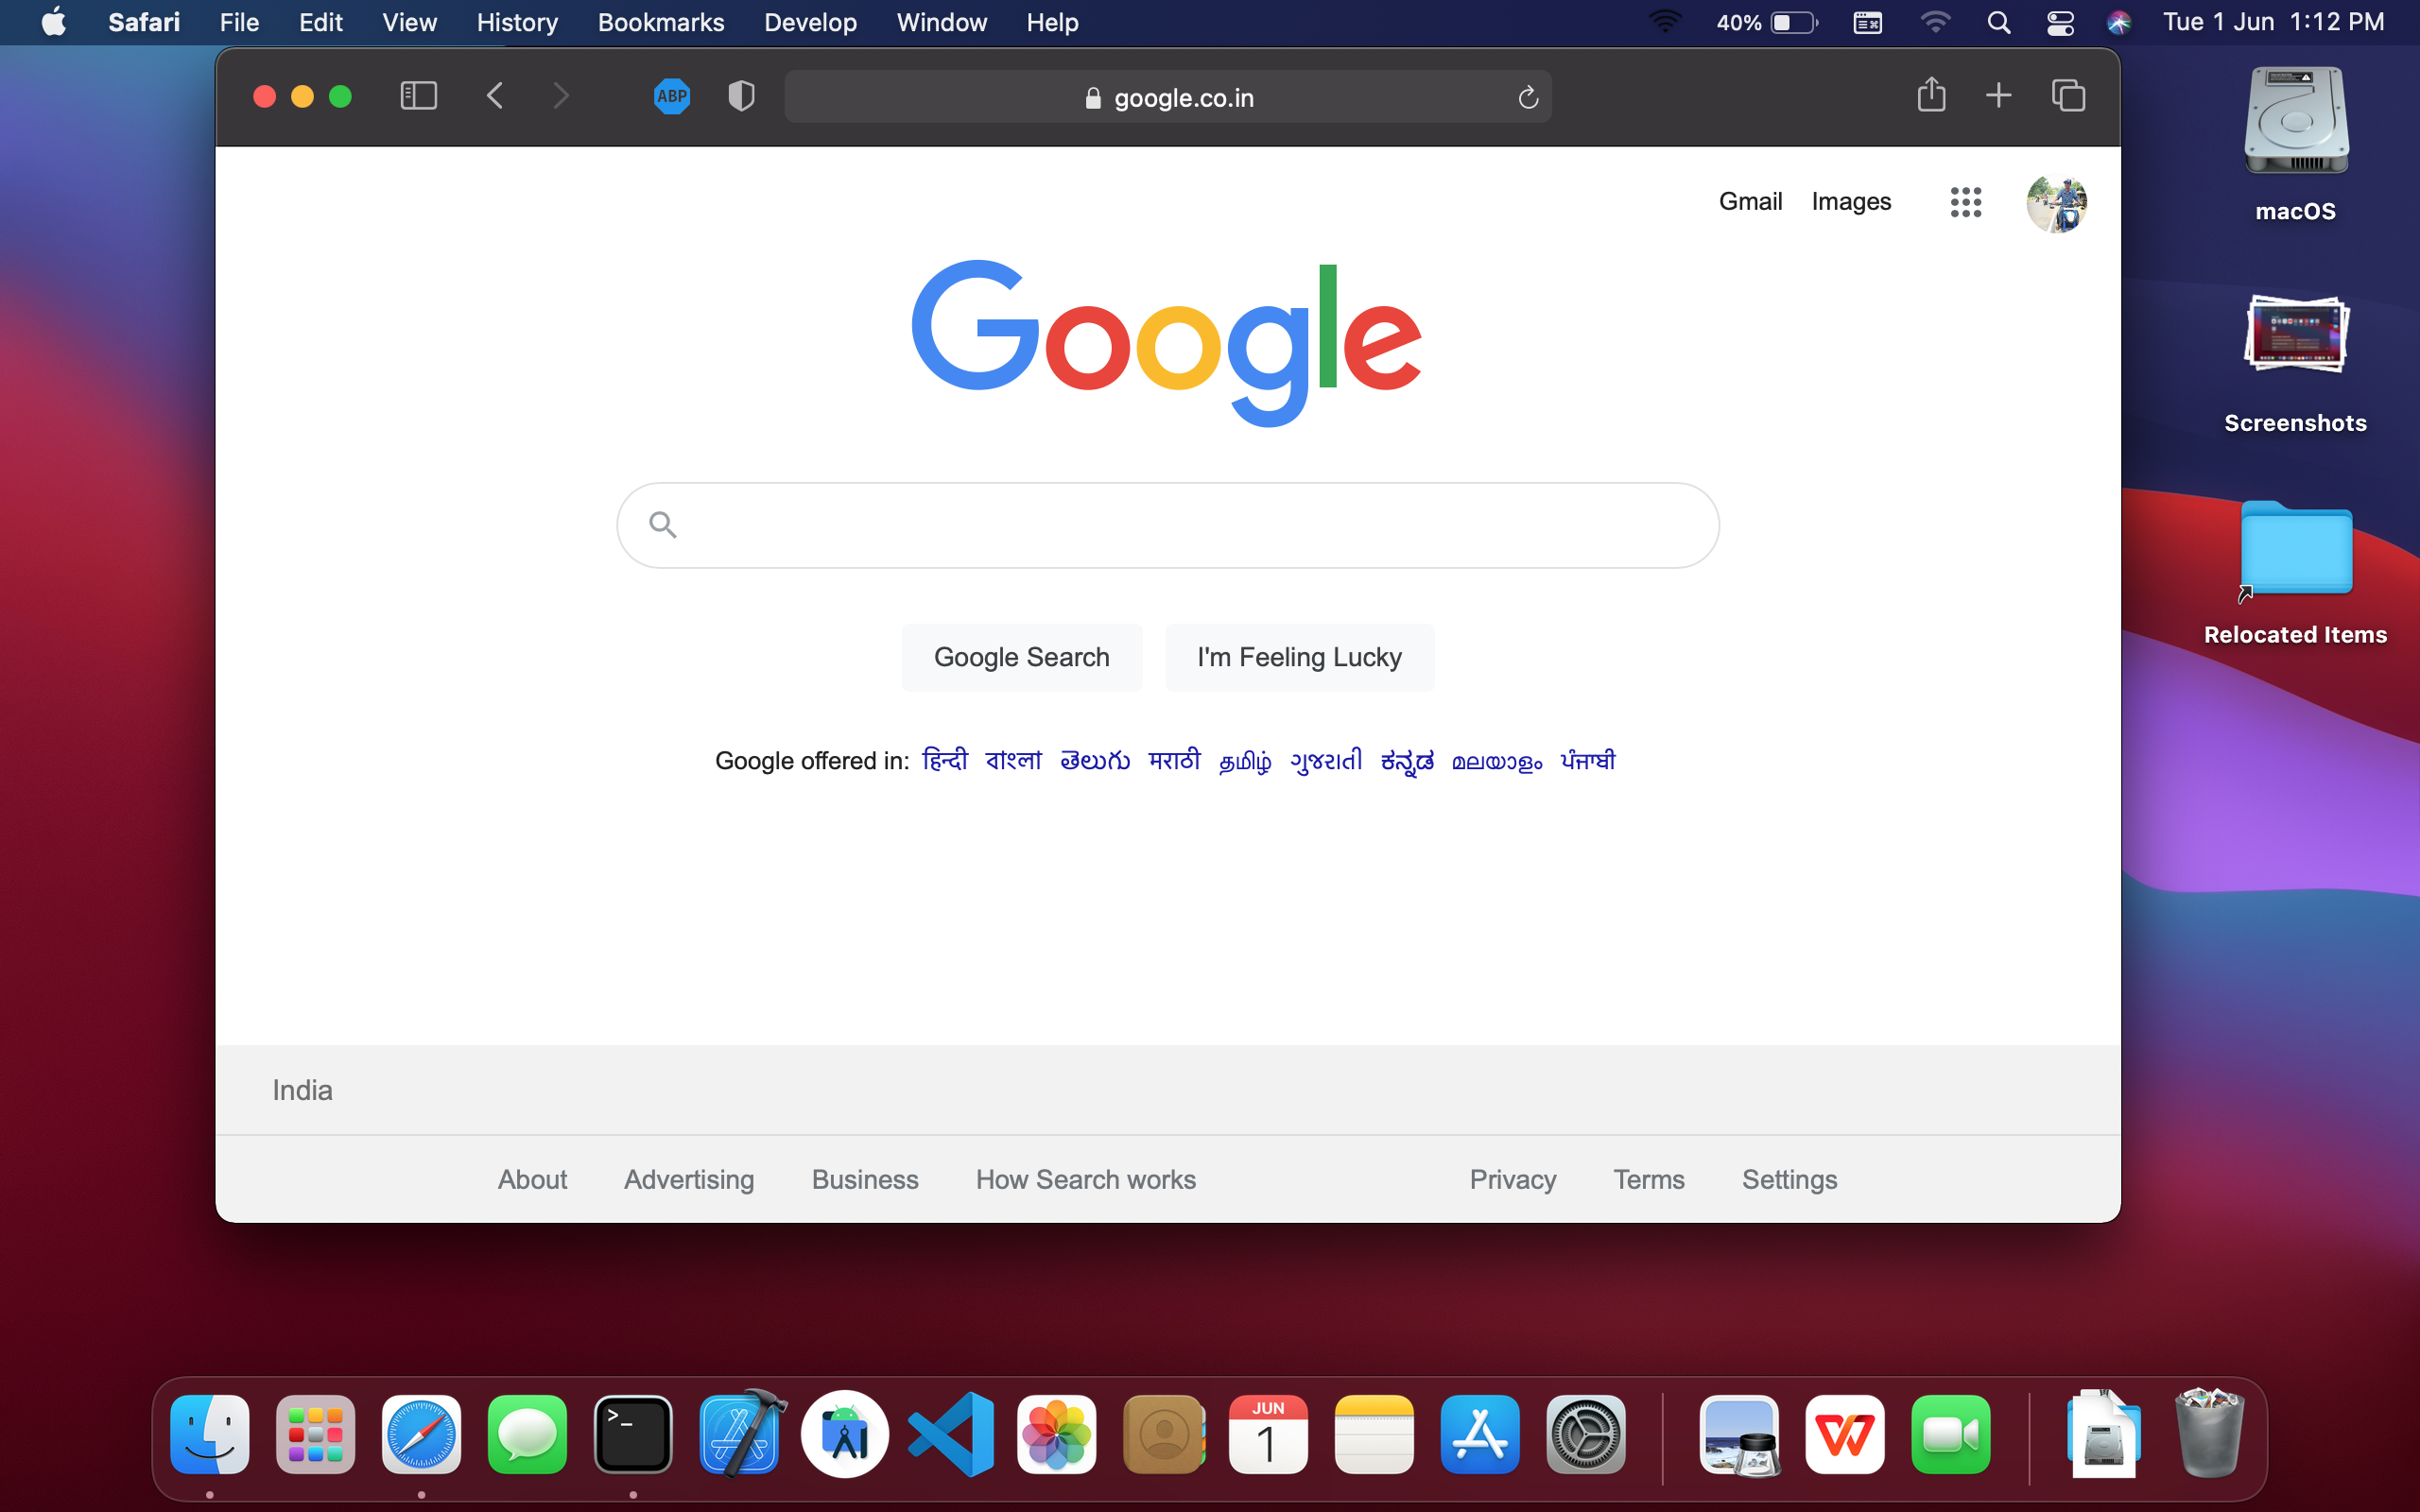 Safari File Edit View History Bookmarks Develop Window Help 40% Tue 1 Jun 1:12 PM
ABP google.co.in
Gmail Images
macOS
Google
Screenshots
Google Search I'm Feeling Lucky
Relocated Items
Google offered in: हिन्दी বাংলা తెలుగు मराठी தமிழ் ગુજરાતી ಕನ್ನಡ മലയാളം ਪੰਜਾਬੀ
India
About Advertising Business How Search works Privacy Terms Settings
>_ JUN
1